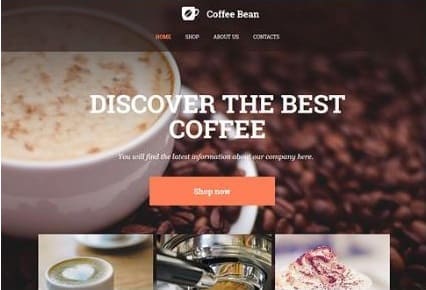 Coffee Bean
HOME SHOP ABOUT US CONTACTS
DISCOVER THE BEST
COFFEE
You will find the latest information about our company here.
Shop now